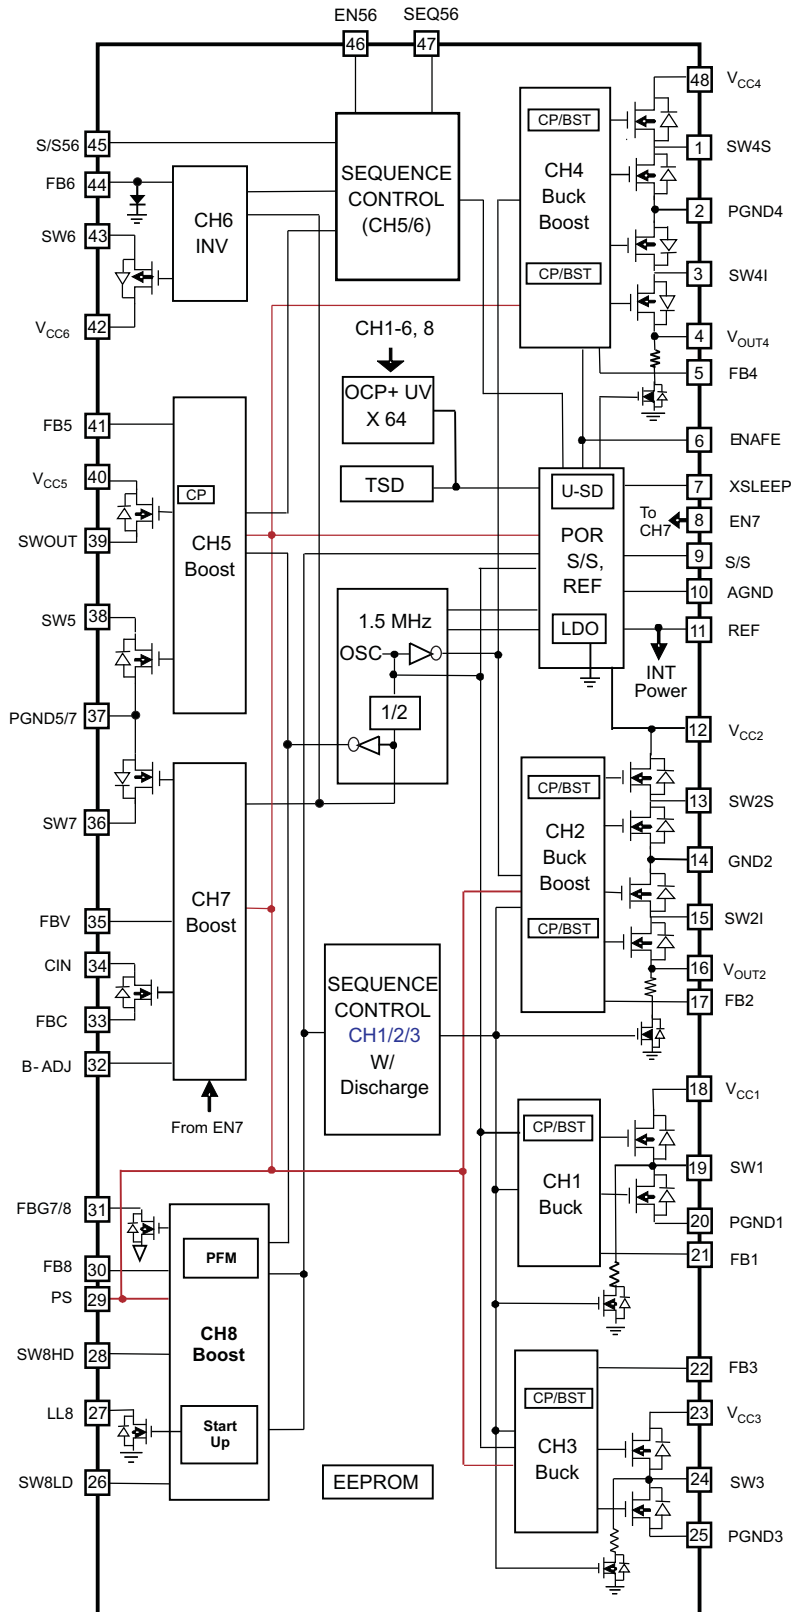 EN56 SEQ56
46 47
48 VCC4
CP/BST
S/S56 45
1 SW4S
SEQUENCE
CONTROL
(CH5/6)
CH4
Buck
Boost
FB6 44
2 PGND4
CH6
INV
SW6 43
CP/BST
3 SW4I
VCC6 42
CH1-6, 8
4 VOUT4
5 FB4
OCP+ UV
X 64
FB5 41
6 ENAFE
VCC5 40
CP
TSD
U-SD
7 XSLEEP
To
CH7
8 EN7
SWOUT 39
CH5
Boost
POR
S/S,
REF
9 S/S
10 AGND
SW5 38
1.5 MHz
OSC
LDO
11 REF
INT
Power
1/2
PGND5/7 37
12 VCC2
CP/BST
13 SW2S
SW7 36
CH2
Buck
Boost
14 GND2
CH7
Boost
FBV 35
15 SW2I
CP/BST
CIN 34
16 VOUT2
SEQUENCE
CONTROL
CH1/2/3
W/
Discharge
17 FB2
FBC 33
B- ADJ 32
18 VCC1
From EN7
CP/BST
19 SW1
CH1
Buck
FBG7/8 31
20 PGND1
PFM
21 FB1
FB8 30
PS 29
CH8
Boost
SW8HD 28
22 FB3
CP/BST
LL8 27
Start
Up
23 VCC3
CH3
Buck
SW8LD 26
EEPROM
24 SW3
25 PGND3